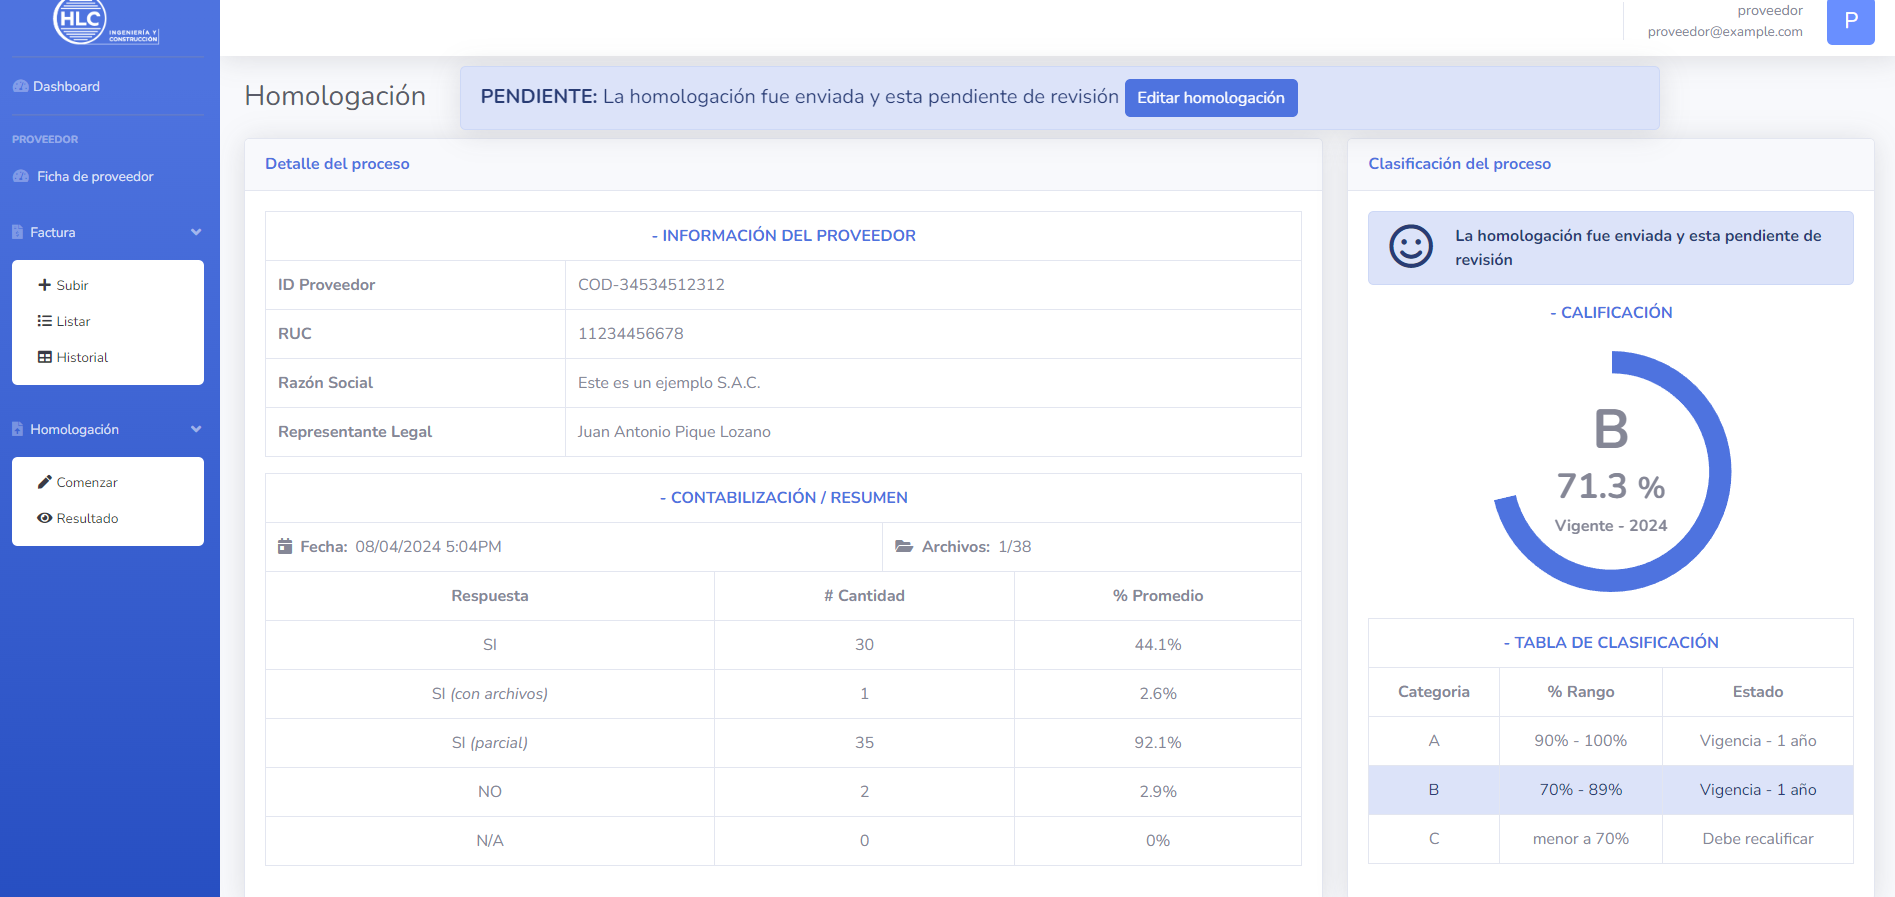 HLC
INGENIERÍA Y
CONSTRUCCIÓN
proveedor
proveedor@example.com
P
Dashboard
PROVEEDOR
Ficha de proveedor
Factura
Subir
Listar
Historial
Homologación
Comenzar
Resultado
Homologación
PENDIENTE: La homologación fue enviada y esta pendiente de revisión Editar homologación
Detalle del proceso
- INFORMACIÓN DEL PROVEEDOR
ID Proveedor COD-34534512312
RUC 11234456678
Razón Social Este es un ejemplo S.A.C.
Representante Legal Juan Antonio Pique Lozano
- CONTABILIZACIÓN / RESUMEN
Fecha: 08/04/2024 5:04PM Archivos: 1/38
Respuesta # Cantidad % Promedio
SI 30 44.1%
SI (con archivos) 1 2.6%
SI (parcial) 35 92.1%
NO 2 2.9%
N/A 0 0%
Clasificación del proceso
La homologación fue enviada y esta pendiente de
revisión
- CALIFICACIÓN
B
71.3 %
Vigente - 2024
- TABLA DE CLASIFICACIÓN
Categoria % Rango Estado
A 90% - 100% Vigencia - 1 año
B 70% - 89% Vigencia - 1 año
C menor a 70% Debe recalificar